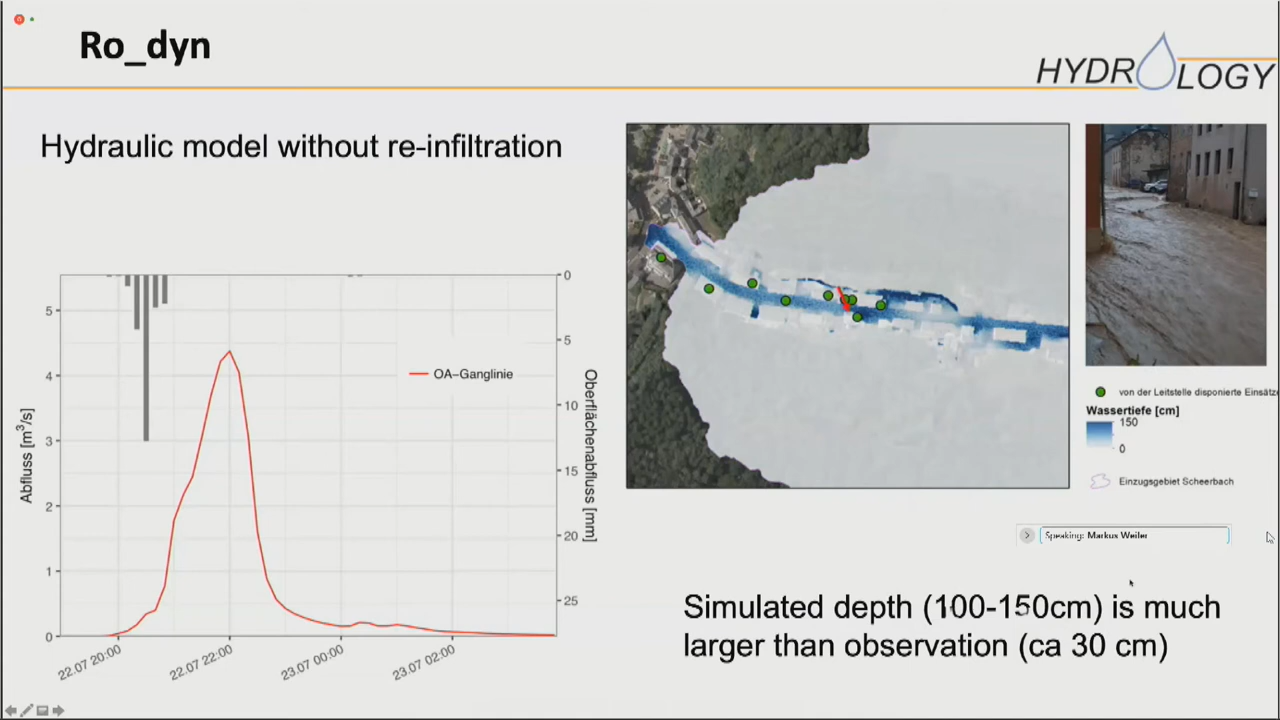 Ro_dyn
HYDROLOGY
Hydraulic model without re-infiltration
0
5
5
OA–Ganglinie
4
10
3
15
2
20
1
25
0
Abfluss [m³/s]
Oberflächenabfluss [mm]
22.07 20:00
22.07 22:00
23.07 00:00
23.07 02:00
von der Leitstelle disponierte Einsätze
Wassertiefe [cm]
150
0
Einzugsgebiet Scheerbach
Speaking: Markus Weiler
Simulated depth (100-150cm) is much
larger than observation (ca 30 cm)